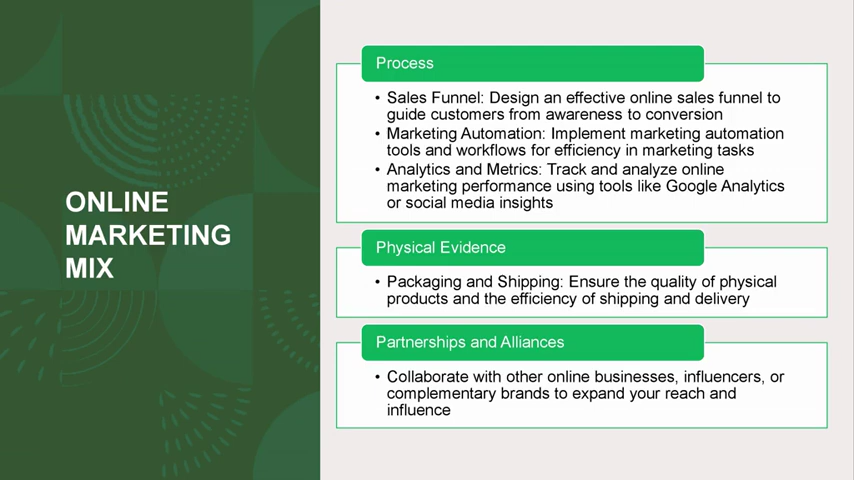 ONLINE
MARKETING
MIX
Process
• Sales Funnel: Design an effective online sales funnel to
guide customers from awareness to conversion
• Marketing Automation: Implement marketing automation
tools and workflows for efficiency in marketing tasks
• Analytics and Metrics: Track and analyze online
marketing performance using tools like Google Analytics
or social media insights
Physical Evidence
• Packaging and Shipping: Ensure the quality of physical
products and the efficiency of shipping and delivery
Partnerships and Alliances
• Collaborate with other online businesses, influencers, or
complementary brands to expand your reach and
influence